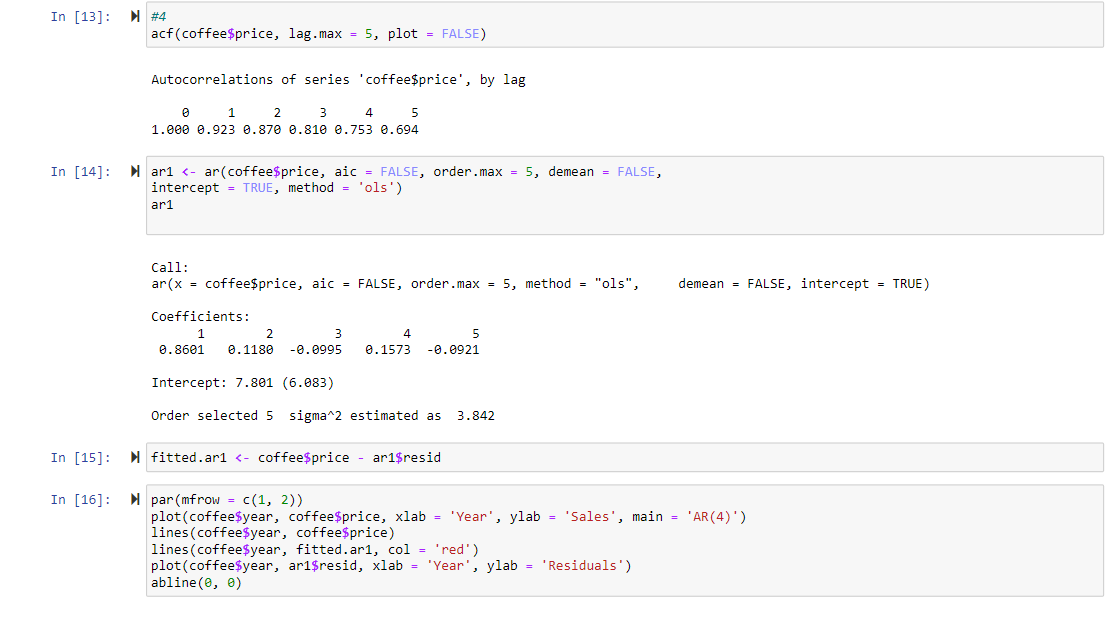 In [13]: #4
acf(coffee$price, lag.max = 5, plot = FALSE)
Autocorrelations of series 'coffee$price', by lag
0 1 2 3 4 5
1.000 0.923 0.870 0.810 0.753 0.694
In [14]: ar1 <- ar(coffee$price, aic = FALSE, order.max = 5, demean = FALSE,
intercept = TRUE, method = 'ols')
ar1
Call:
ar(x = coffee$price, aic = FALSE, order.max = 5, method = "ols", demean = FALSE, intercept = TRUE)
Coefficients:
1 2 3 4 5
0.8601 0.1180 -0.0995 0.1573 -0.0921
Intercept: 7.801 (6.083)
Order selected 5 sigma^2 estimated as 3.842
In [15]: fitted.ar1 <- coffee$price - ar1$resid
In [16]: par(mfrow = c(1, 2))
plot(coffee$year, coffee$price, xlab = 'Year', ylab = 'Sales', main = 'AR(4)')
lines(coffee$year, coffee$price)
lines(coffee$year, fitted.ar1, col = 'red')
plot(coffee$year, ar1$resid, xlab = 'Year', ylab = 'Residuals')
abline(0, 0)